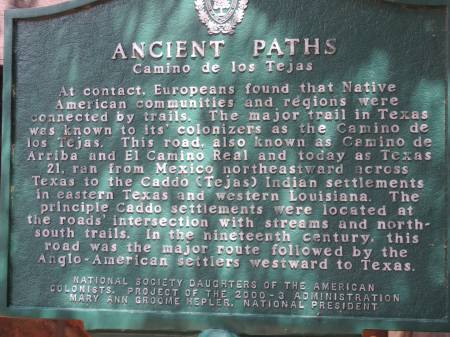 ANCIENT PATHS
Camino de los Tejas
At contact, Europeans found that Native
American communities and regions were
connected by trails. The major trail in Texas
was known to its' colonizers as the Camino de
los Tejas. This road, also known as Camino de
Arriba and El Camino Real and today as Texas
21, ran from Mexico northeastward across
Texas to the Caddo (Tejas) Indian settlements
in eastern Texas and western Louisiana. The
principle Caddo settlements were located at
the roads' intersection with streams and north-
south trails. In the nineteenth century, this
road was the major route followed by the
Anglo-American settlers westward to Texas.
NATIONAL SOCIETY DAUGHTERS OF THE AMERICAN
COLONISTS. PROJECT OF THE 2000-3 ADMINISTRATION
MARY ANN GROOME HEPLER, NATIONAL PRESIDENT